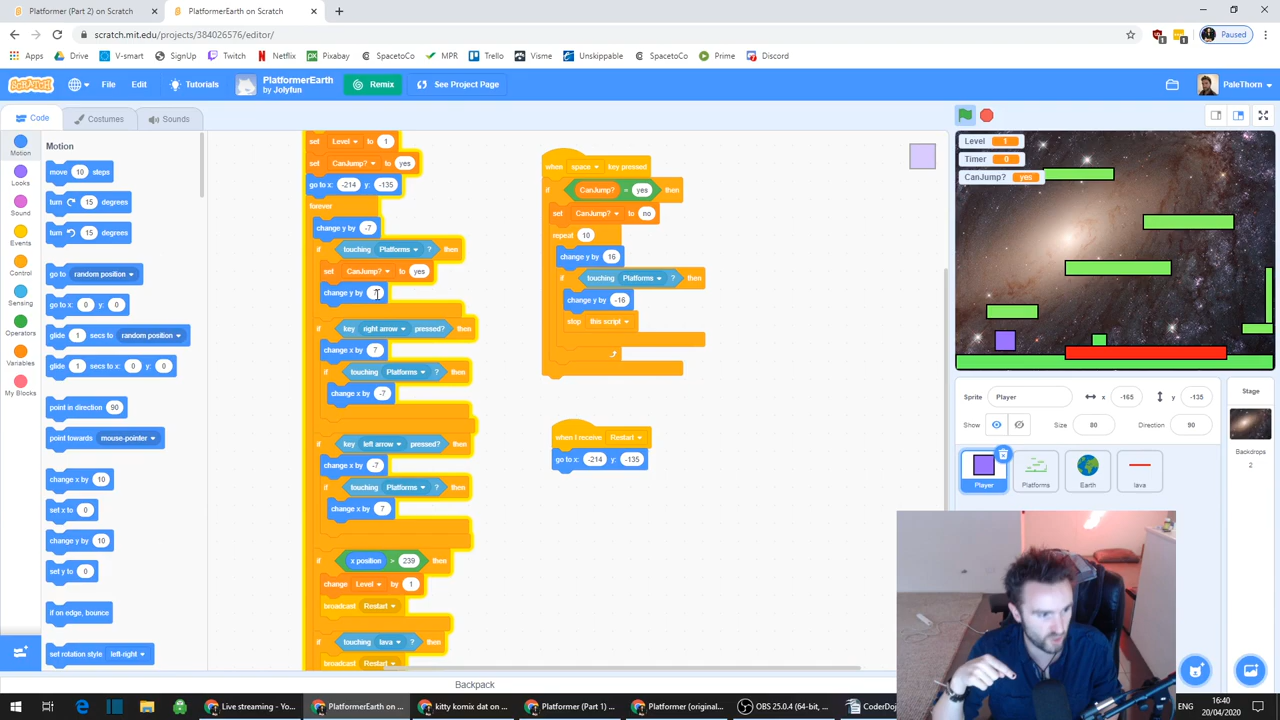 Platformer (Part 2) on Scratch
PlatformerEarth on Scratch
scratch.mit.edu/projects/384026576/editor/
Paused
Apps Drive V-smart SignUp Twitch Netflix Pixabay SpacetoCo MPR Trello Visme Unskippable SpacetoCo Prime Discord
SCRATCH File Edit Tutorials PlatformerEarth by Jolyfun Remix See Project Page PaleThorn
Code Costumes Sounds
Motion
Looks
Sound
Events
Control
Sensing
Operators
Variables
My Blocks
Motion
move 10 steps
turn 15 degrees
turn 15 degrees
go to random position
go to x: 0 y: 0
glide 1 secs to random position
glide 1 secs to x: 0 y: 0
point in direction 90
point towards mouse-pointer
change x by 10
set x to 0
change y by 10
set y to 0
if on edge, bounce
set rotation style left-right
set Level to 1
set CanJump? to yes
go to x: -214 y: -135
forever
change y by -7
if touching Platforms ? then
set CanJump? to yes
change y by
if key right arrow pressed? then
change x by 7
if touching Platforms ? then
change x by -7
if key left arrow pressed? then
change x by -7
if touching Platforms ? then
change x by 7
if x position > 239 then
change Level by 1
broadcast Restart
if touching lava ? then
broadcast Restart
when space key pressed
if CanJump? = yes then
set CanJump? to no
repeat 10
change y by 16
if touching Platforms ? then
change y by -16
stop this script
when I receive Restart
go to x: -214 y: -135
Level 1
Timer 0
CanJump? yes
Sprite Player x -165 y -135
Show Size 80 Direction 90
Player Platforms Earth lava
Stage
Backdrops
2
Backpack
Live streaming - Yo...
PlatformerEarth on ...
kitty komix dat on ...
Platformer (Part 1) ...
Platformer (original...
OBS 25.0.4 (64-bit, ...
CoderDoj
ENG
16:40
20/04/2020